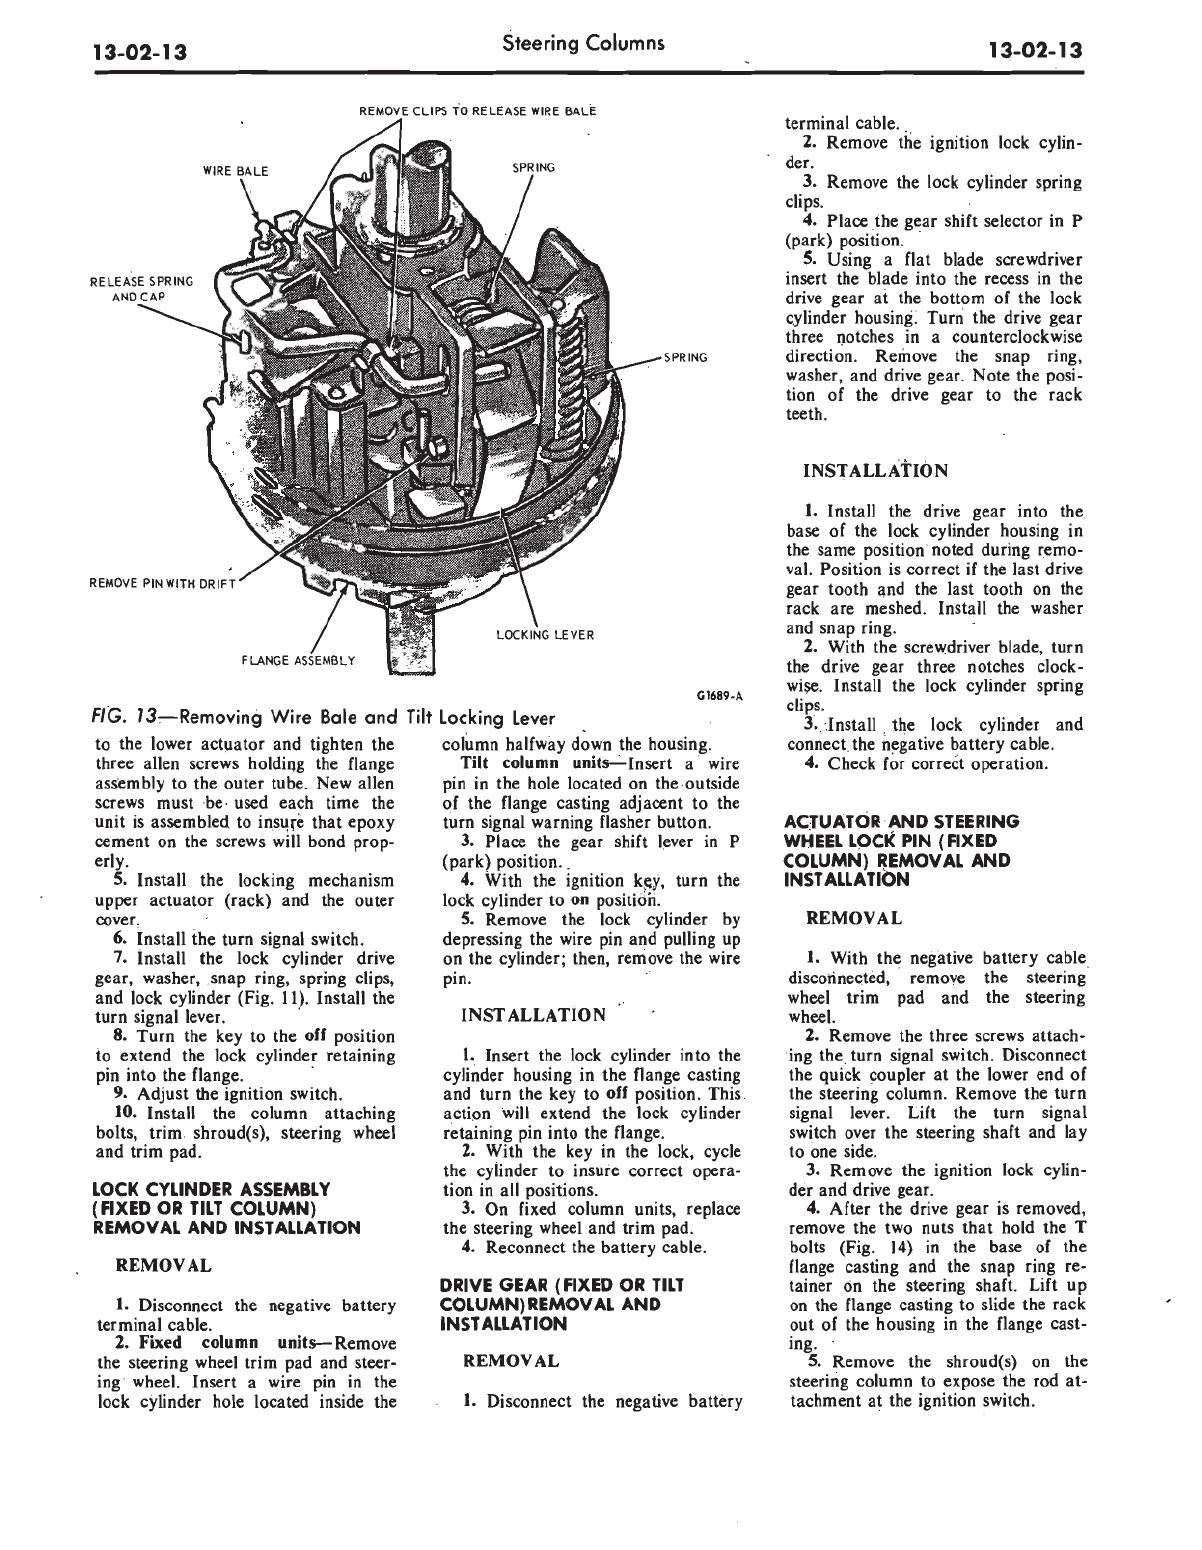 13-02-13
Steering Columns
13-02-13
REMOVE CLIPS TO RELEASE WIRE BALE
WIRE BALE
SPRING
RELEASE SPRING
AND CAP
SPRING
REMOVE PIN WITH DRIFT
LOCKING LEVER
FLANGE ASSEMBLY
G1689-A
FIG. 13—Removing Wire Bale and Tilt Locking Lever
to the lower actuator and tighten the
three allen screws holding the flange
assembly to the outer tube. New allen
screws must be used each time the
unit is assembled to insure that epoxy
cement on the screws will bond prop-
erly.
5. Install the locking mechanism
upper actuator (rack) and the outer
cover.
6. Install the turn signal switch.
7. Install the lock cylinder drive
gear, washer, snap ring, spring clips,
and lock cylinder (Fig. 11). Install the
turn signal lever.
8. Turn the key to the off position
to extend the lock cylinder retaining
pin into the flange.
9. Adjust the ignition switch.
10. Install the column attaching
bolts, trim shroud(s), steering wheel
and trim pad.
LOCK CYLINDER ASSEMBLY
(FIXED OR TILT COLUMN)
REMOVAL AND INSTALLATION
REMOVAL
1. Disconnect the negative battery
terminal cable.
2. Fixed column units—Remove
the steering wheel trim pad and steer-
ing wheel. Insert a wire pin in the
lock cylinder hole located inside the
column halfway down the housing.
Tilt column units—Insert a wire
pin in the hole located on the outside
of the flange casting adjacent to the
turn signal warning flasher button.
3. Place the gear shift lever in P
(park) position.
4. With the ignition key, turn the
lock cylinder to on position.
5. Remove the lock cylinder by
depressing the wire pin and pulling up
on the cylinder; then, remove the wire
pin.
INSTALLATION
1. Insert the lock cylinder into the
cylinder housing in the flange casting
and turn the key to off position. This
action will extend the lock cylinder
retaining pin into the flange.
2. With the key in the lock, cycle
the cylinder to insure correct opera-
tion in all positions.
3. On fixed column units, replace
the steering wheel and trim pad.
4. Reconnect the battery cable.
DRIVE GEAR (FIXED OR TILT
COLUMN) REMOVAL AND
INSTALLATION
REMOVAL
1. Disconnect the negative battery
terminal cable.
2. Remove the ignition lock cylin-
der.
3. Remove the lock cylinder spring
clips.
4. Place the gear shift selector in P
(park) position.
5. Using a flat blade screwdriver
insert the blade into the recess in the
drive gear at the bottom of the lock
cylinder housing. Turn the drive gear
three notches in a counterclockwise
direction. Remove the snap ring,
washer, and drive gear. Note the posi-
tion of the drive gear to the rack
teeth.
INSTALLATION
1. Install the drive gear into the
base of the lock cylinder housing in
the same position noted during remo-
val. Position is correct if the last drive
gear tooth and the last tooth on the
rack are meshed. Install the washer
and snap ring.
2. With the screwdriver blade, turn
the drive gear three notches clock-
wise. Install the lock cylinder spring
clips.
3. Install the lock cylinder and
connect the negative battery cable.
4. Check for correct operation.
ACTUATOR AND STEERING
WHEEL LOCK PIN (FIXED
COLUMN) REMOVAL AND
INSTALLATION
REMOVAL
1. With the negative battery cable
disconnected, remove the steering
wheel trim pad and the steering
wheel.
2. Remove the three screws attach-
ing the turn signal switch. Disconnect
the quick coupler at the lower end of
the steering column. Remove the turn
signal lever. Lift the turn signal
switch over the steering shaft and lay
to one side.
3. Remove the ignition lock cylin-
der and drive gear.
4. After the drive gear is removed,
remove the two nuts that hold the T
bolts (Fig. 14) in the base of the
flange casting and the snap ring re-
tainer on the steering shaft. Lift up
on the flange casting to slide the rack
out of the housing in the flange cast-
ing.
5. Remove the shroud(s) on the
steering column to expose the rod at-
tachment at the ignition switch.